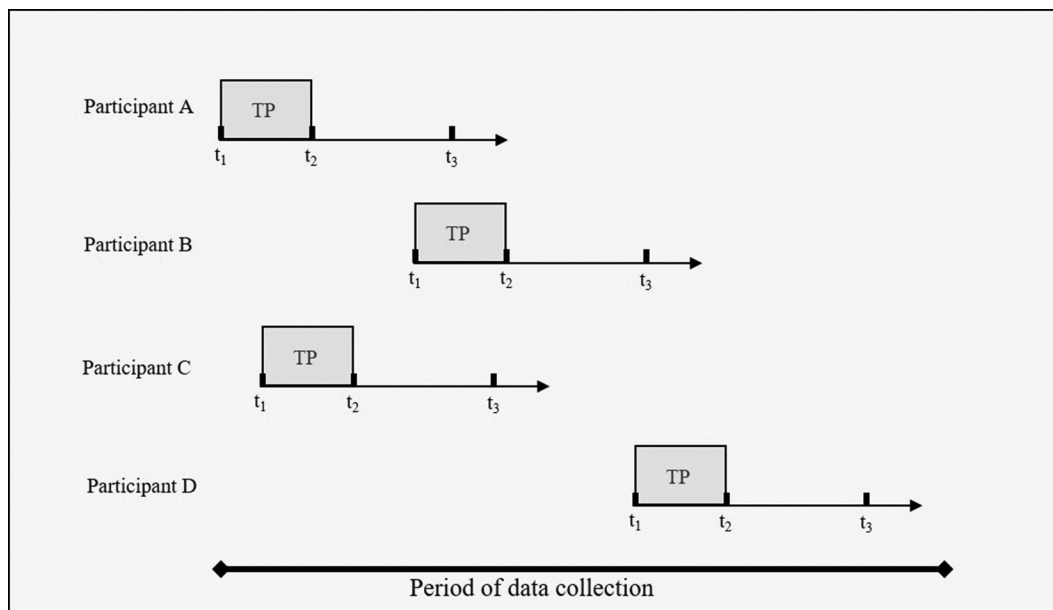 Participant A
TP
t₁ t₂ t₃
Participant B
TP
t₁ t₂ t₃
Participant C
TP
t₁ t₂ t₃
Participant D
TP
t₁ t₂ t₃
Period of data collection